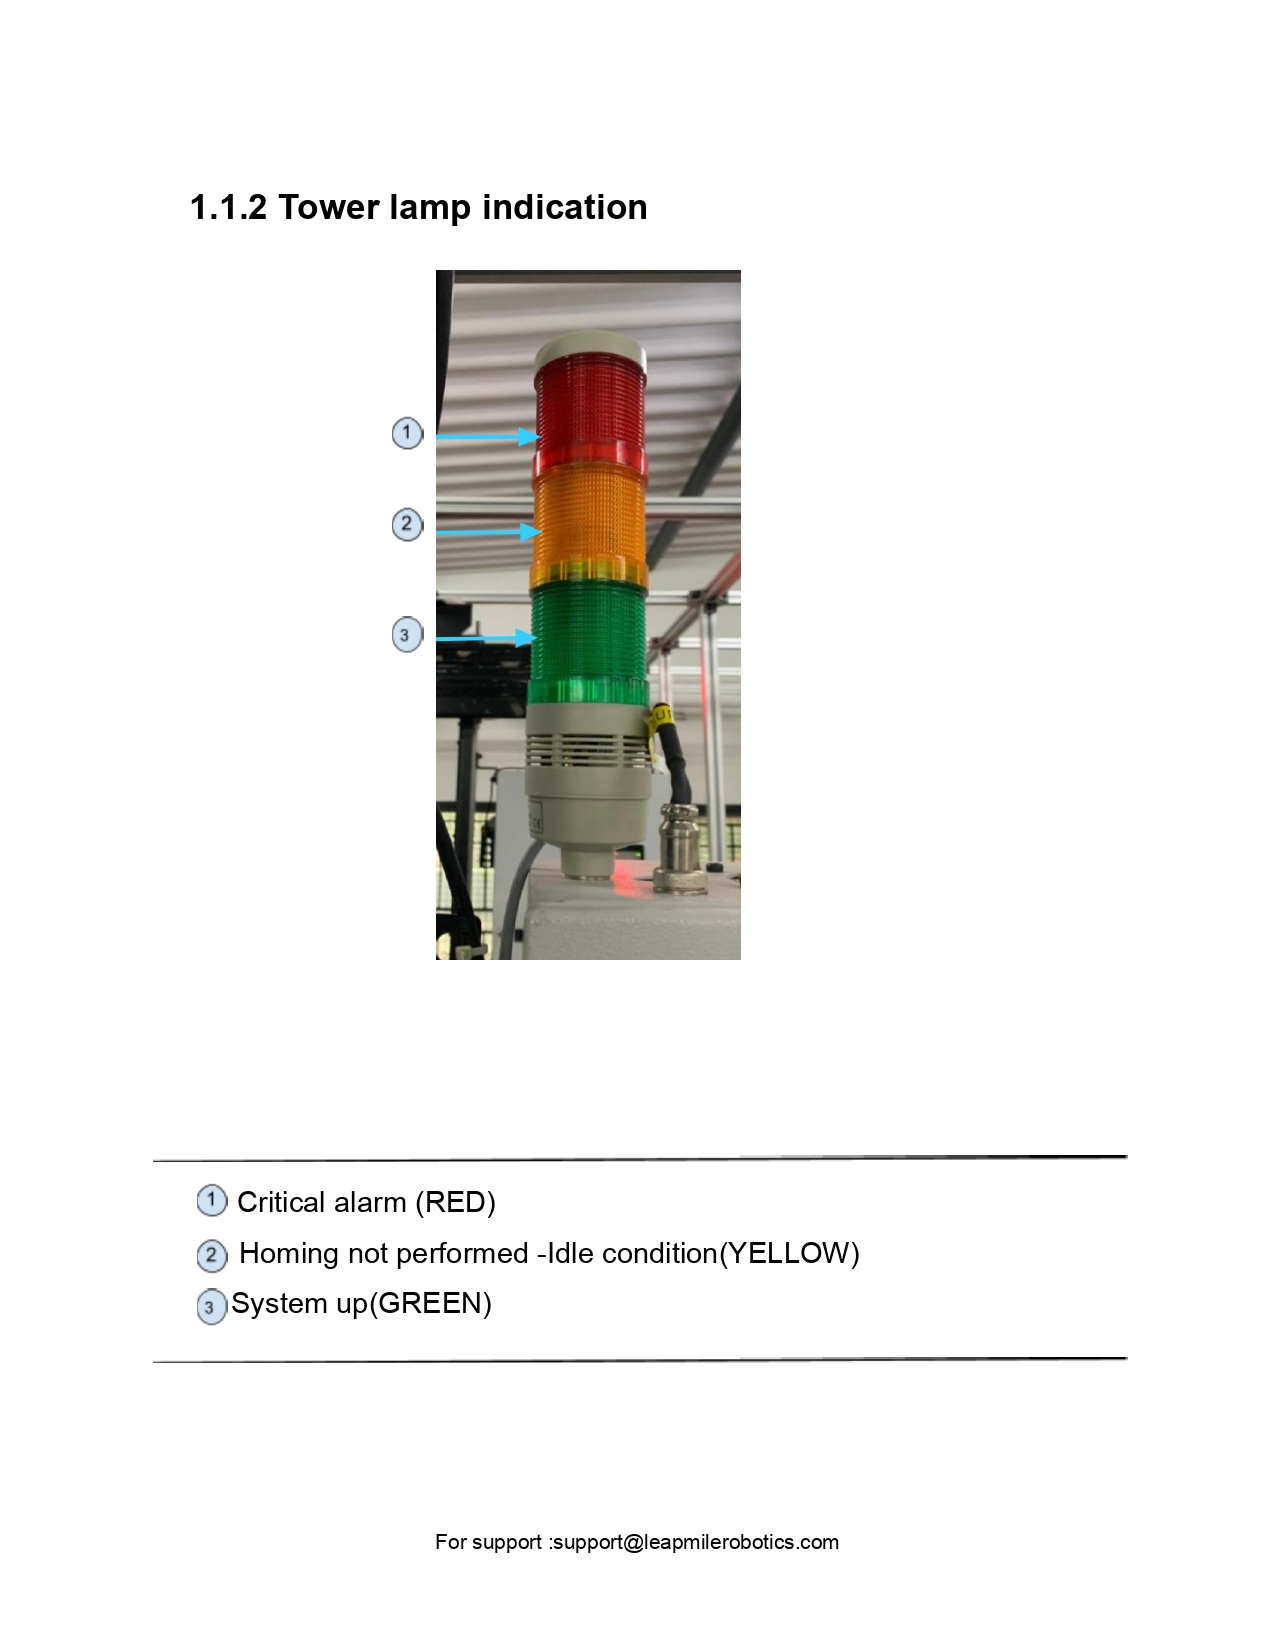 1.1.2 Tower lamp indication
1
2
3
1 Critical alarm (RED)
2 Homing not performed -Idle condition(YELLOW)
3 System up(GREEN)
For support :support@leapmilerobotics.com